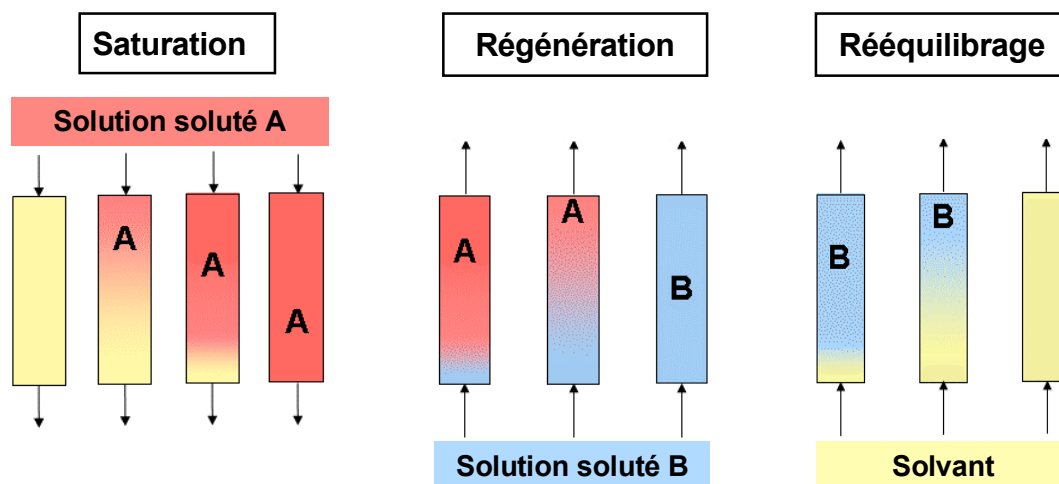 Saturation
Régénération
Rééquilibrage
Solution soluté A
A
A
A
A
A
B
B
B
Solution soluté B
Solvant